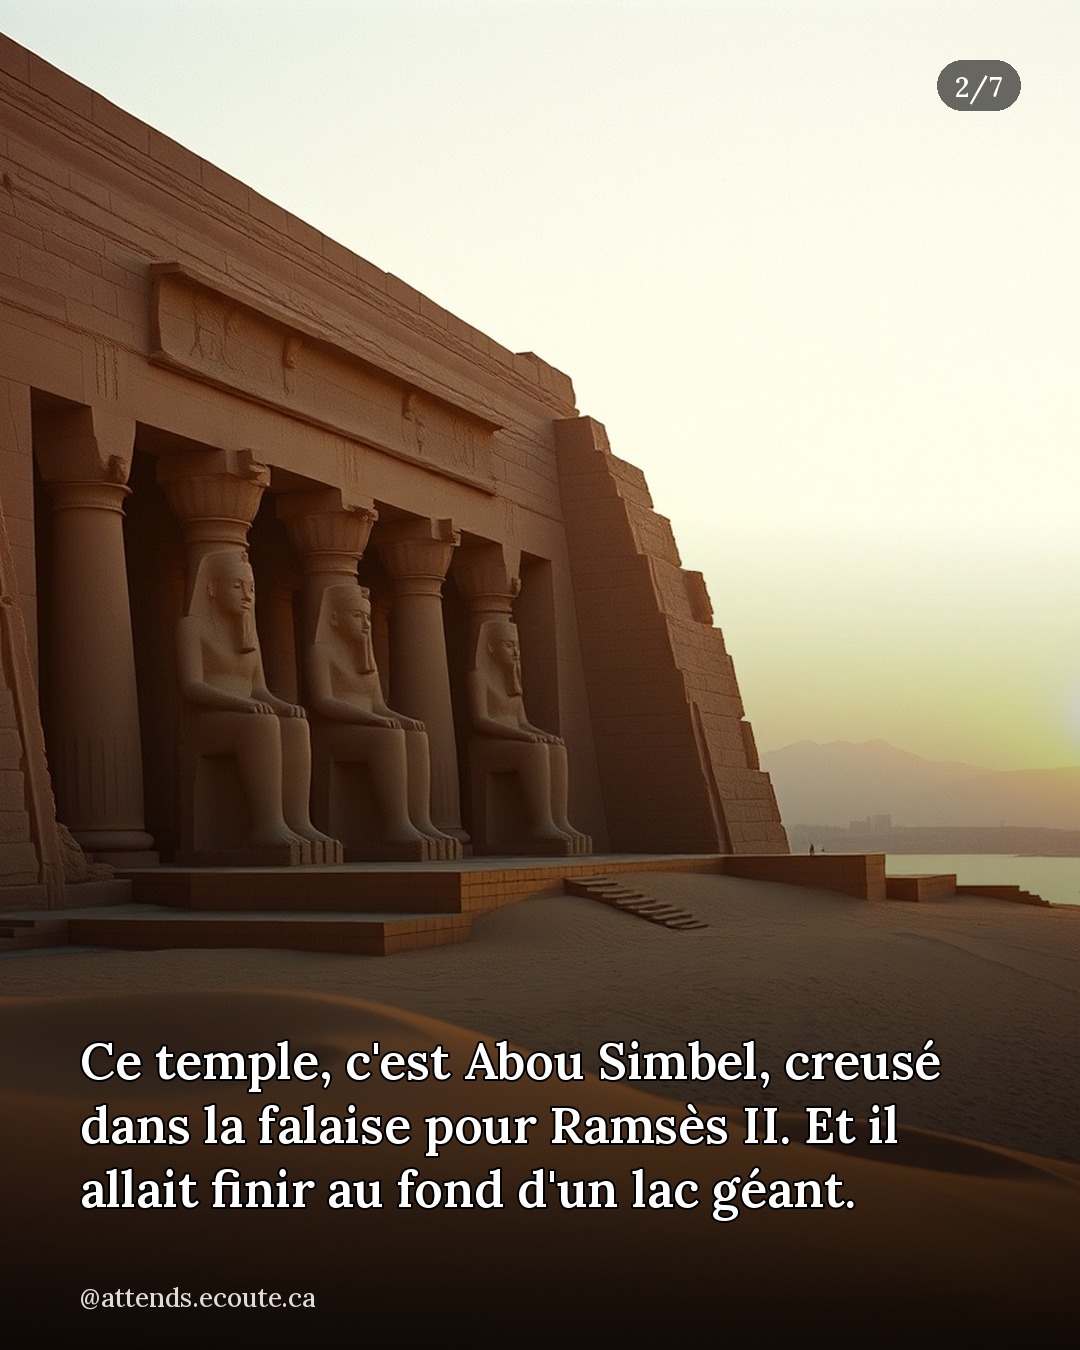 2/7
Ce temple, c'est Abou Simbel, creusé
dans la falaise pour Ramsès II. Et il
allait finir au fond d'un lac géant.
@attends.ecoute.ca